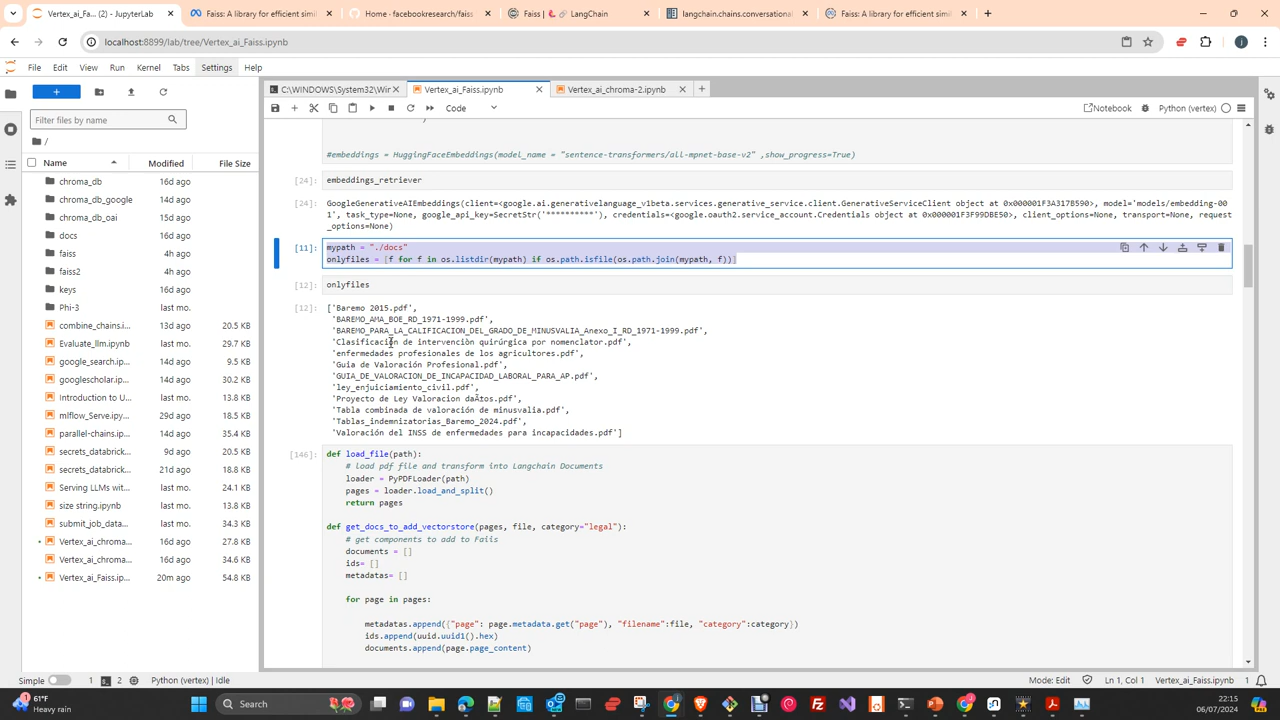 Vertex_ai_Fa... (2) - JupyterLab
Faiss: A library for efficient simil
Home · facebookresearch/faiss
Faiss | 🦜️🔗 LangChain
langchain.chains.conversational
Faiss: A library for efficient simil
localhost:8899/lab/tree/Vertex_ai_Faiss.ipynb
File Edit View Run Kernel Tabs Settings Help
C:\WINDOWS\System32\Wir
Vertex_ai_Faiss.ipynb
Vertex_ai_chroma-2.ipynb
Code
Notebook
Python (vertex)
Filter files by name
/
Name Modified File Size
chroma_db 16d ago
chroma_db_google 14d ago
chroma_db_oai 15d ago
docs 16d ago
faiss 4h ago
faiss2 4h ago
keys 16d ago
Phi-3 last mo.
combine_chains.i... 13d ago 20.5 KB
Evaluate_llm.ipynb last mo. 29.7 KB
google_search.ip... 14d ago 9.5 KB
googlescholar.ip... 14d ago 30.2 KB
Introduction to U... last mo. 13.8 KB
mlflow_Serve.ipy... 29d ago 18.5 KB
parallel-chains.ip... 14d ago 35.4 KB
secrets_databrick... 9d ago 20.5 KB
secrets_databrick... 21d ago 18.8 KB
Serving LLMs wit... last mo. 24.1 KB
size string.ipynb last mo. 13.8 KB
submit_job_data... last mo. 34.3 KB
Vertex_ai_chroma... 16d ago 27.8 KB
Vertex_ai_chroma... 16d ago 34.6 KB
Vertex_ai_Faiss.ip... 20m ago 54.8 KB
#embeddings = HuggingFaceEmbeddings(model_name = "sentence-transformers/all-mpnet-base-v2" ,show_progress=True)
[24]: embeddings_retriever
[24]: GoogleGenerativeAIEmbeddings(client=<google.ai.generativelanguage_v1beta.services.generative_service.client.GenerativeServiceClient object at 0x000001F3A317B590>, model='models/embedding-00
1', task_type=None, google_api_key=SecretStr('**********'), credentials=<google.oauth2.service_account.Credentials object at 0x000001F3F99DBE50>, client_options=None, transport=None, request
_options=None)
[11]: mypath = "./docs"
onlyfiles = [f for f in os.listdir(mypath) if os.path.isfile(os.path.join(mypath, f))]
[12]: onlyfiles
[12]: ['Baremo 2015.pdf',
'BAREMO_AMA_BOE_RD_1971-1999.pdf',
'BAREMO_PARA_LA_CALIFICACION_DEL_GRADO_DE_MINUSVALIA_Anexo_I_RD_1971-1999.pdf',
'Clasificación de intervenciòn quirúrgica por nomenclator.pdf',
'enfermedades profesionales de los agricultores.pdf',
'Guia de Valoración Profesional.pdf',
'GUIA_DE_VALORACION_DE_INCAPACIDAD_LABORAL_PARA_AP.pdf',
'ley_enjuiciamiento_civil.pdf',
'Proyecto de Ley Valoracion daÄtos.pdf',
'Tabla combinada de valoración de minusvalia.pdf',
'Tablas_indemnizatorias_Baremo_2024.pdf',
'Valoración del INSS de enfermedades para incapacidades.pdf']
[146]: def load_file(path):
# load pdf file and transform into Langchain Documents
loader = PyPDFLoader(path)
pages = loader.load_and_split()
return pages
def get_docs_to_add_vectorstore(pages, file, category="legal"):
# get components to add to Faiis
documents = []
ids= []
metadatas= []
for page in pages:
metadatas.append({"page": page.metadata.get("page"), "filename":file, "category":category})
ids.append(uuid.uuid1().hex)
documents.append(page.page_content)
Simple 1 2 Python (vertex) | Idle
Mode: Edit Ln 1, Col 1 Vertex_ai_Faiss.ipynb 1
61°F
Heavy rain
Search
22:15
06/07/2024